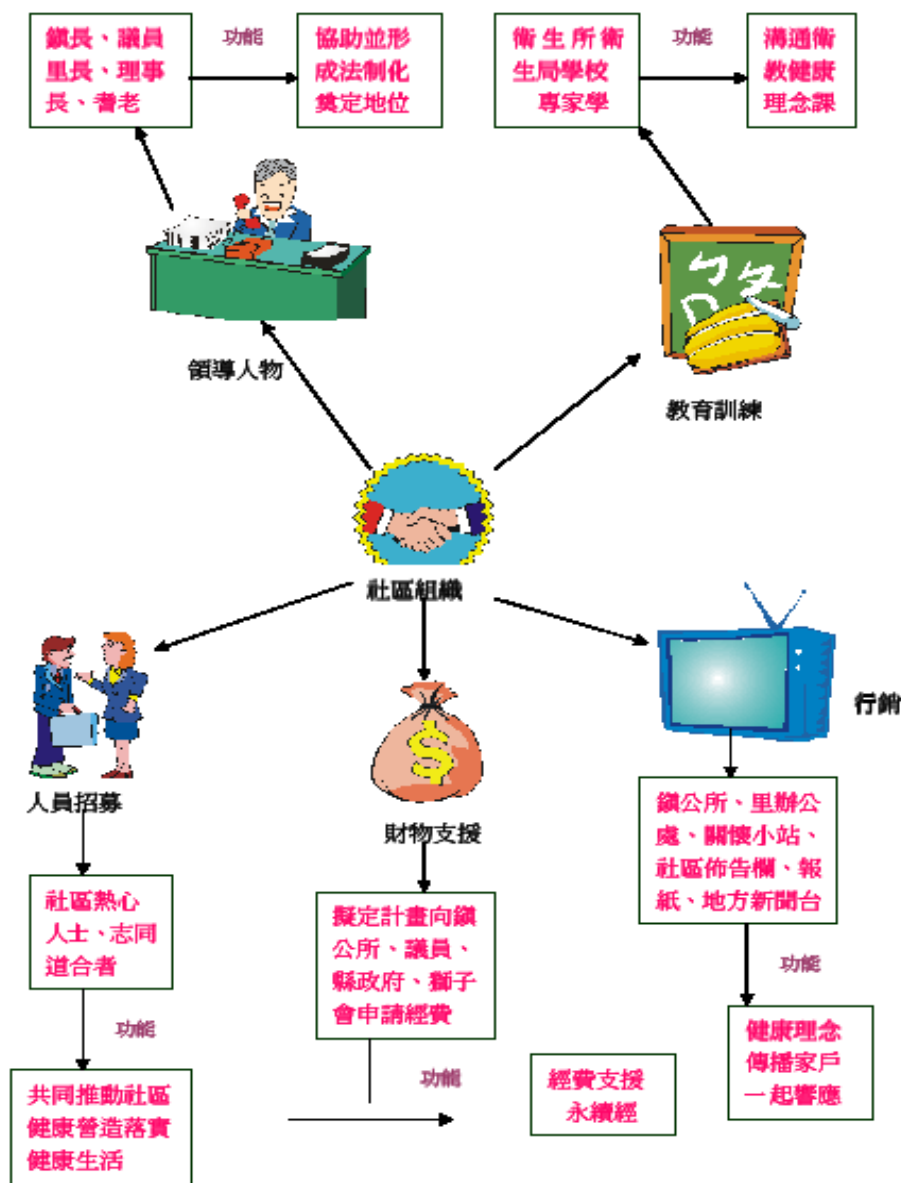 鎮長、議員
里長、理事
長、耆老
功能
協助並形
成法制化
奠定地位
衛生所衛
生局學校
專家學
功能
溝通衛
教健康
理念課
ㄅㄆ
ㄇ
領導人物
教育訓練
社區組織
行銷
人員招募
$
財物支援
鎮公所、里辦公
處、關懷小站、
社區佈告欄、報
紙、地方新聞台
社區熱心
人士、志同
道合者
擬定計畫向鎮
公所、議員、
縣政府、獅子
會申請經費
功能
健康理念
傳播家戶
一起響應
功能
共同推動社區
健康營造落實
健康生活
功能
經費支援
永續經